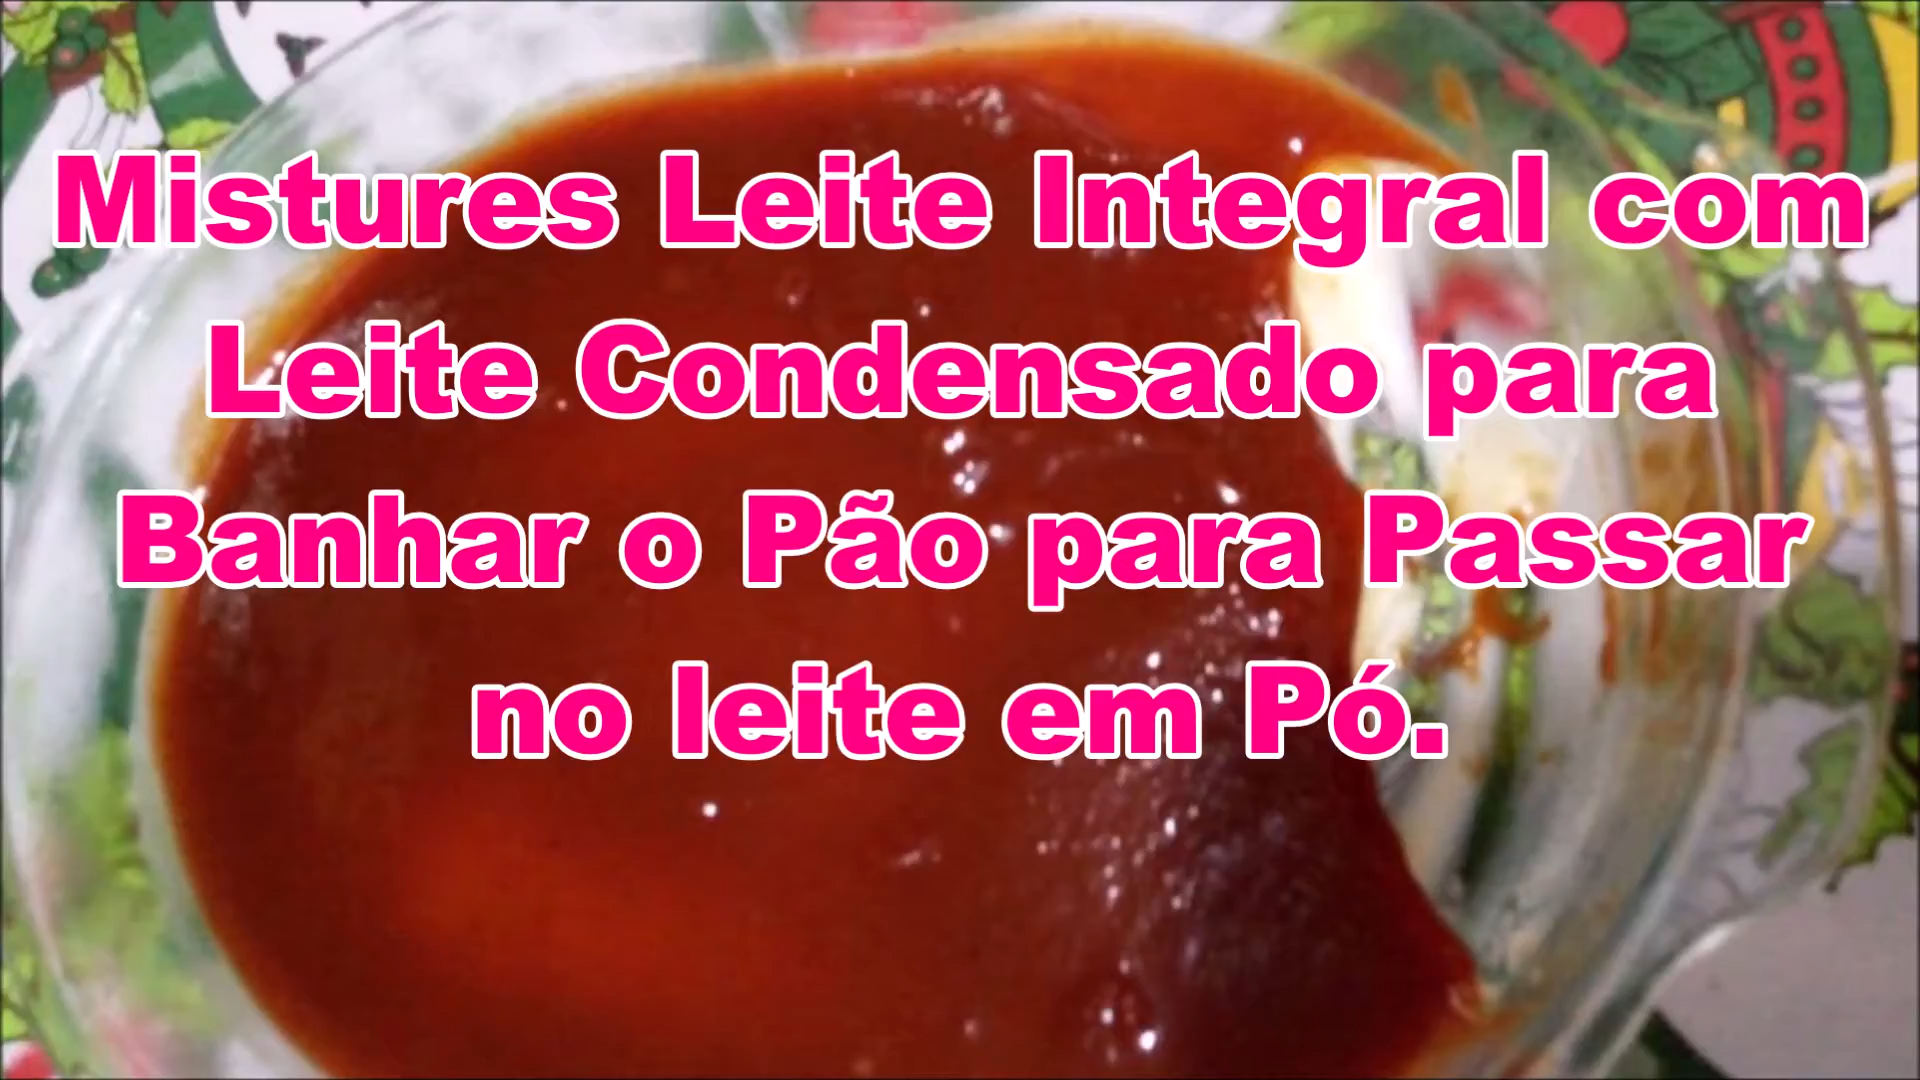 Mistures Leite Integral com
Leite Condensado para
Banhar o Pão para Passar
no leite em Pó.